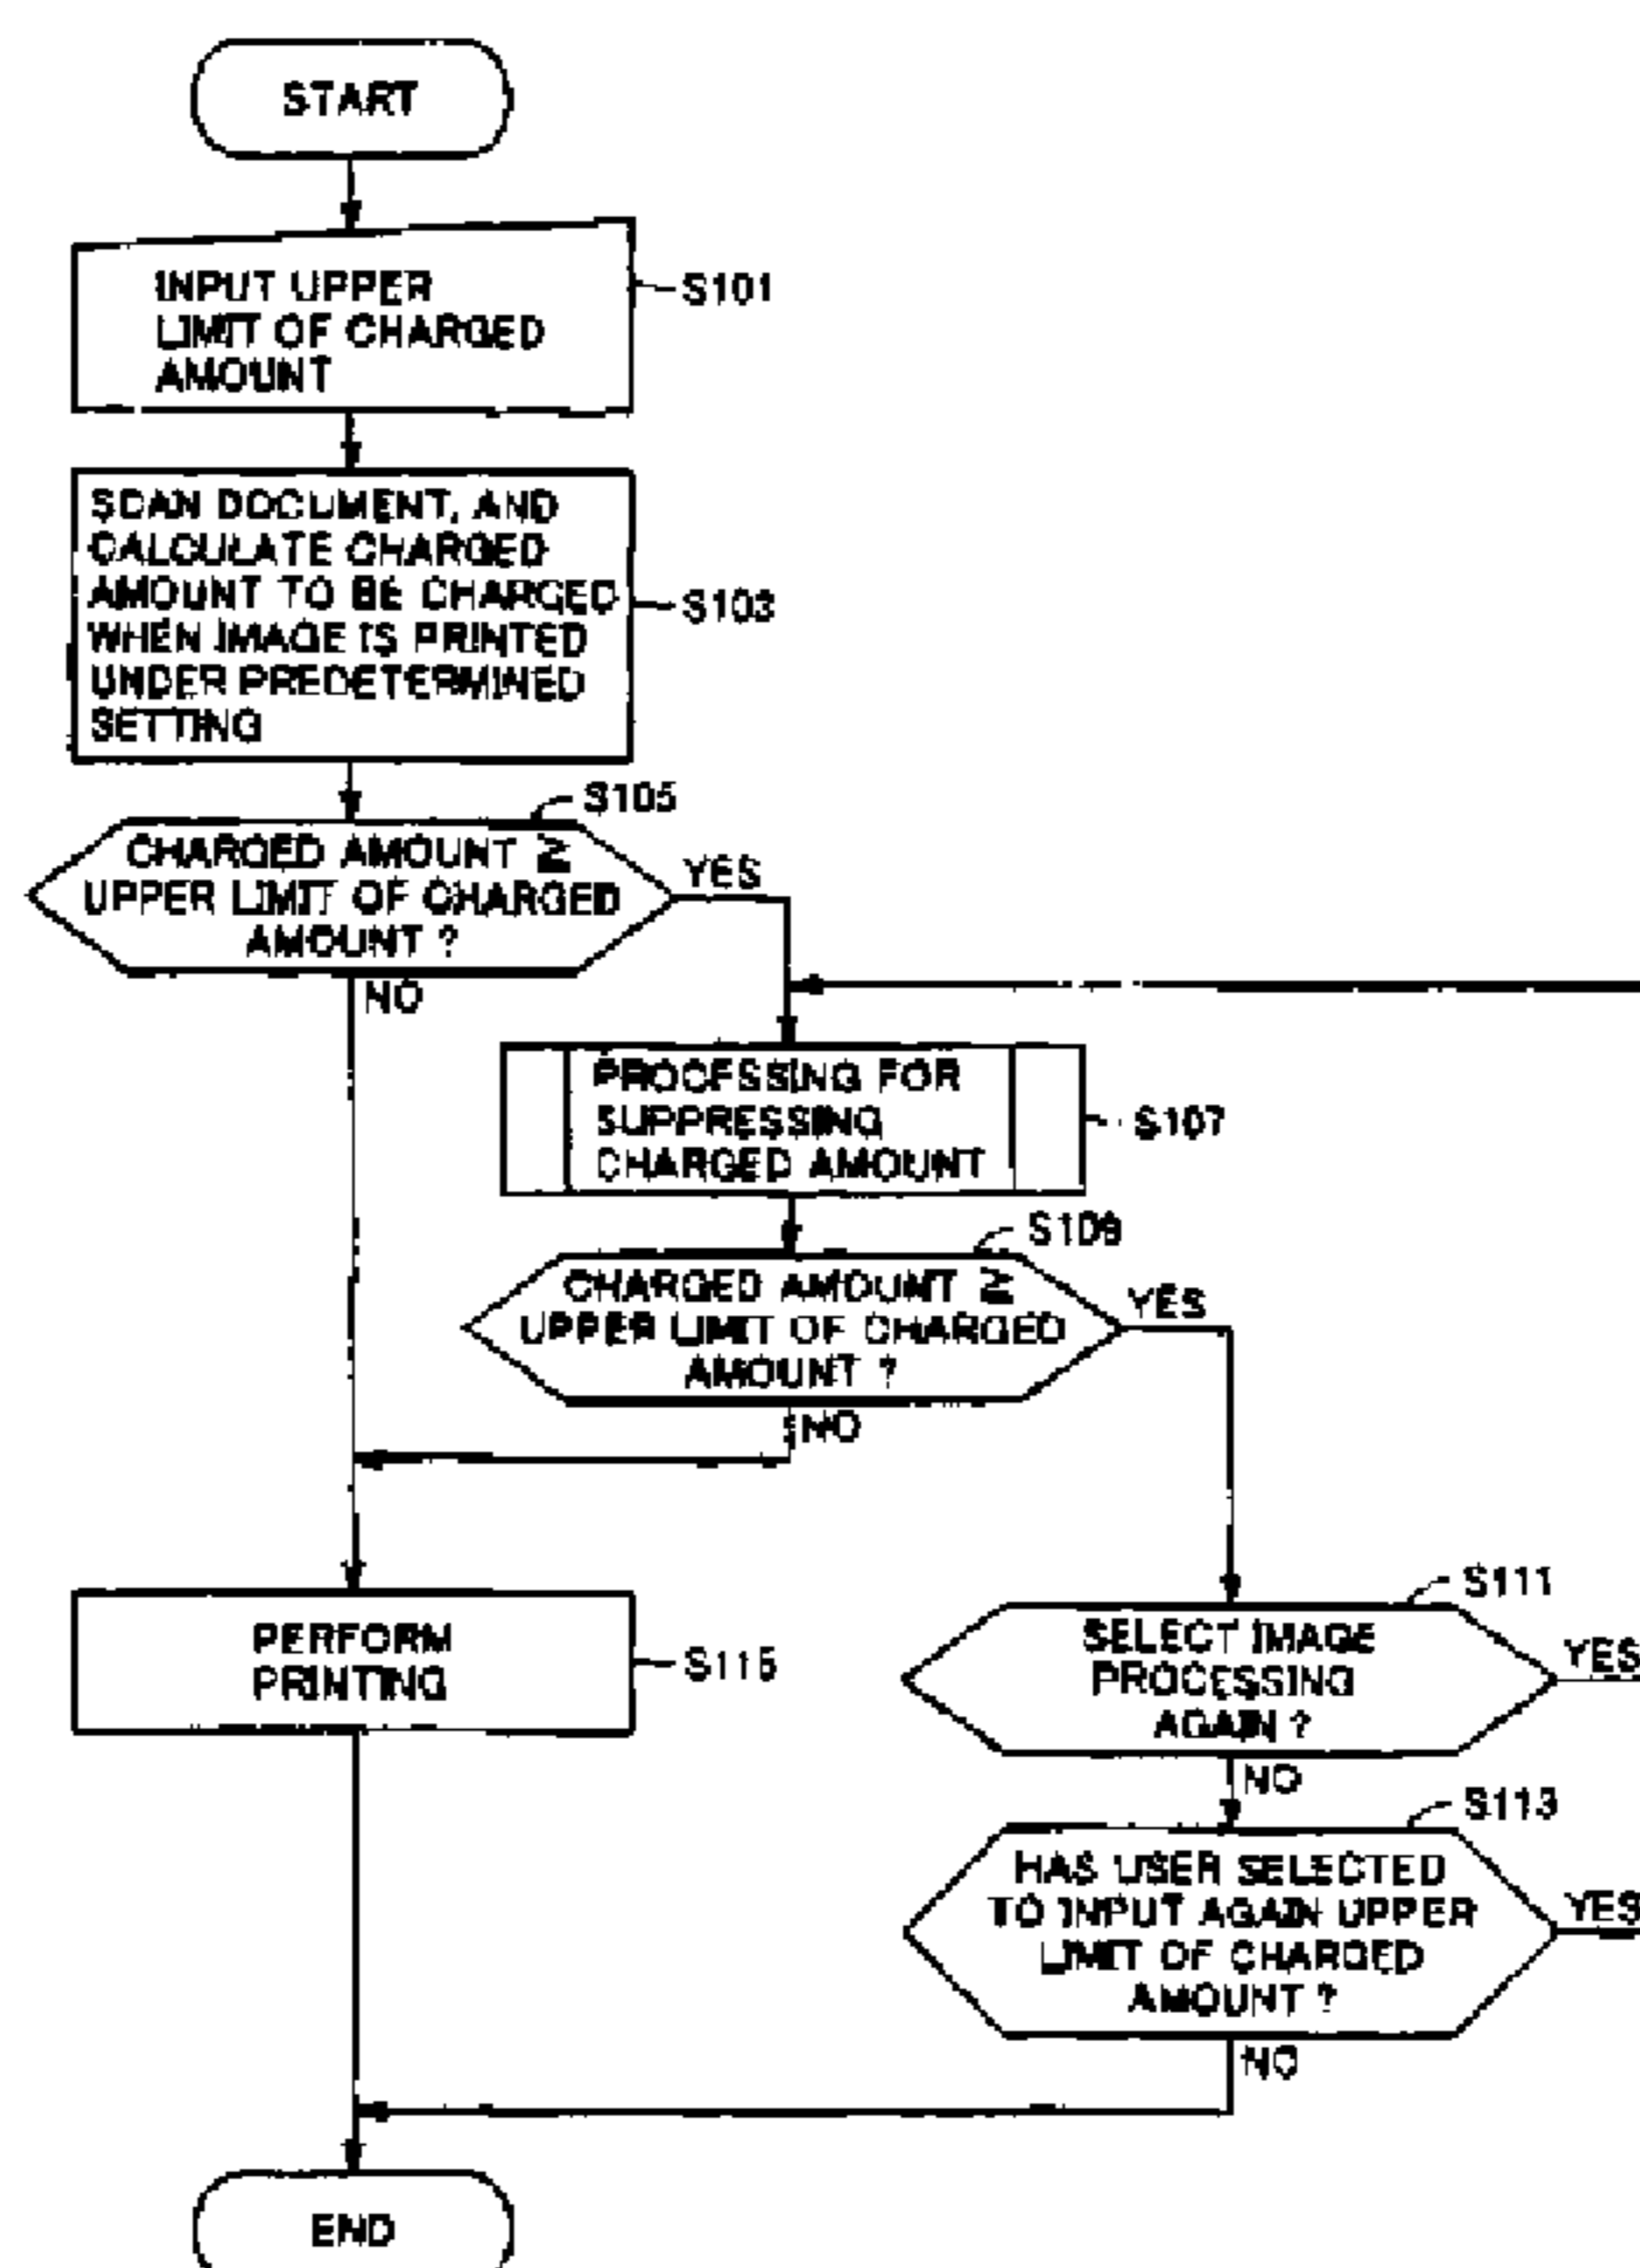 START
INPUT UPPER
LIMIT OF CHARGED
AMOUNT
S101
SCAN DOCUMENT, AND
CALCULATE CHARGED
AMOUNT TO BE CHARGED
WHEN IMAGE IS PRINTED
UNDER PREDETERMINED
SETTING
S103
S105
CHARGED AMOUNT ≧
UPPER LIMIT OF CHARGED
AMOUNT ?
YES
NO
PROCESSING FOR
SUPPRESSING
CHARGED AMOUNT
S107
S109
CHARGED AMOUNT ≧
UPPER LIMIT OF CHARGED
AMOUNT ?
YES
NO
S111
SELECT IMAGE
PROCESSING
AGAIN ?
YES
NO
PERFORM
PRINTING
S115
S113
HAS USER SELECTED
TO INPUT AGAIN UPPER
LIMIT OF CHARGED
AMOUNT ?
YES
NO
END